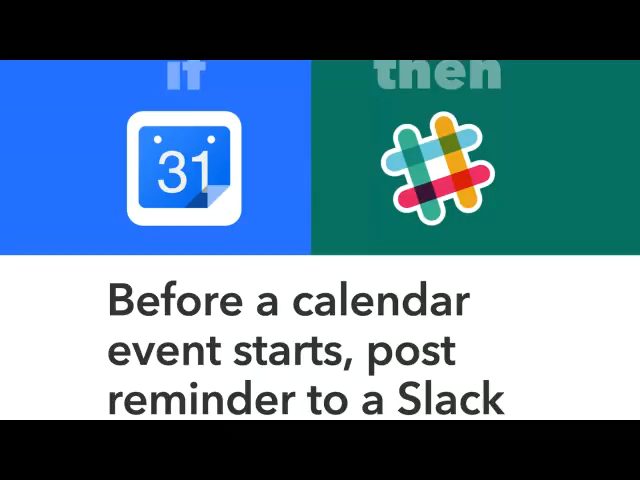 if then
31
Before a calendar
event starts, post
reminder to a Slack